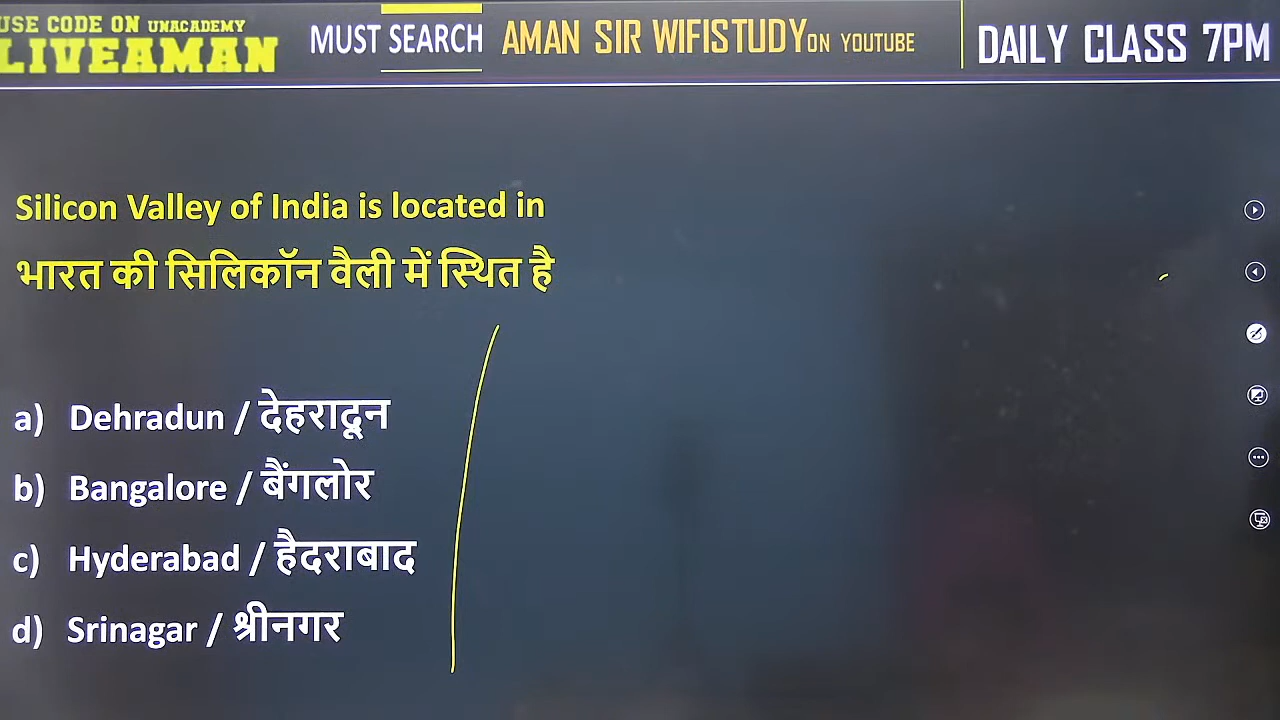 USE CODE ON UNACADEMY
LIVEAMAN
MUST SEARCH AMAN SIR WIFISTUDY ON YOUTUBE
DAILY CLASS 7PM
Silicon Valley of India is located in
भारत की सिलिकॉन वैली में स्थित है
a) Dehradun / देहरादून
b) Bangalore / बैंगलोर
c) Hyderabad / हैदराबाद
d) Srinagar / श्रीनगर